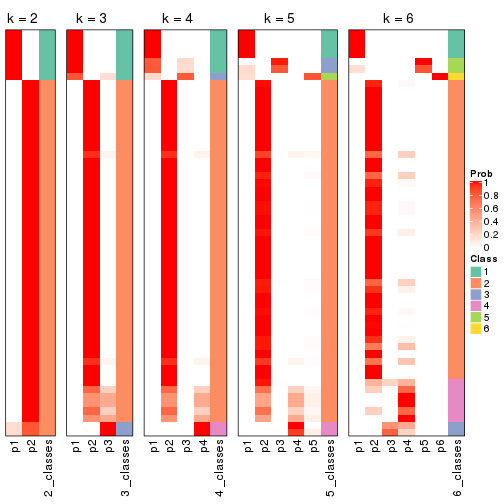 k = 2
k = 3
k = 4
k = 5
k = 6
Prob
1
0.8
0.6
0.4
0.2
0
Class
1
2
3
4
5
6
p1
p2
2_classes
p1
p2
p3
3_classes
p1
p2
p3
p4
4_classes
p1
p2
p3
p4
p5
5_classes
p1
p2
p3
p4
p5
p6
6_classes